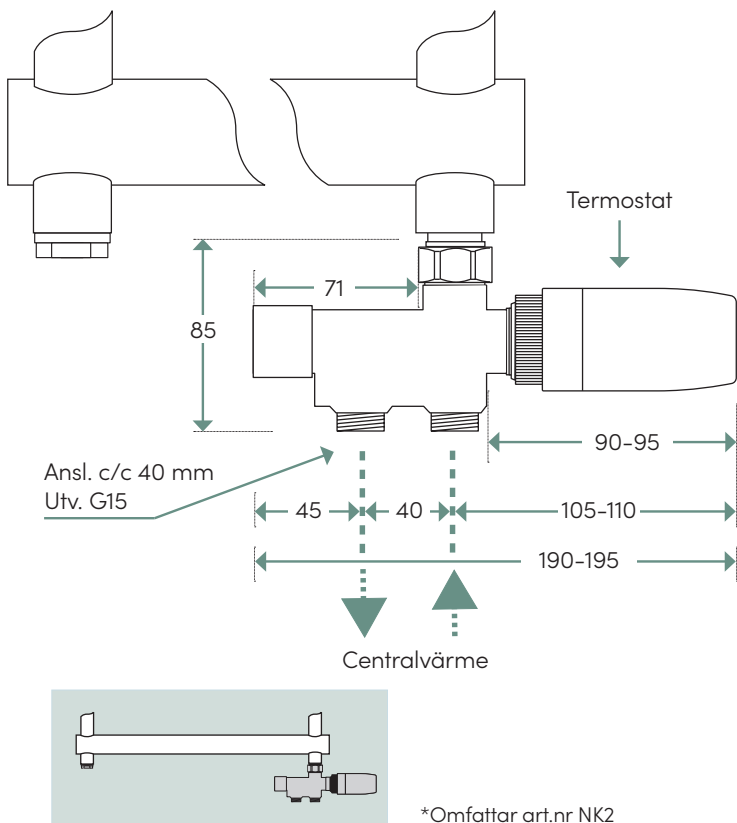 Termostat
71
85
90-95
Ansl. c/c 40 mm
Utv. G15
45
40
105-110
190-195
Centralvärme
*Omfattar art.nr NK2